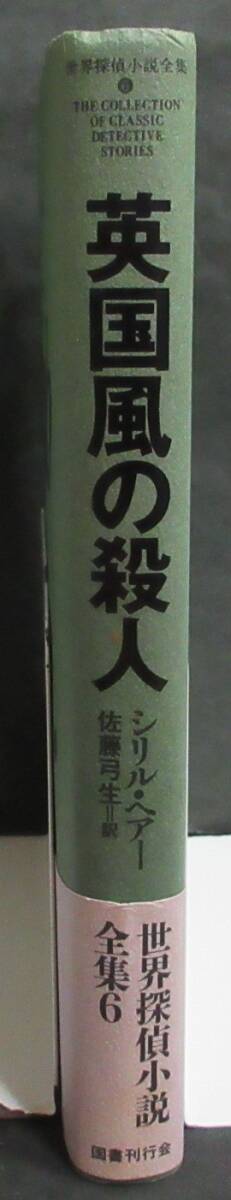 世界探偵小説全集
6
THE COLLECTION
OF CLASSIC
DETECTIVE
STORIES
英国風の殺人
シリル・ヘアー
佐藤弓生=訳
世界探偵小説
全集6
国書刊行会